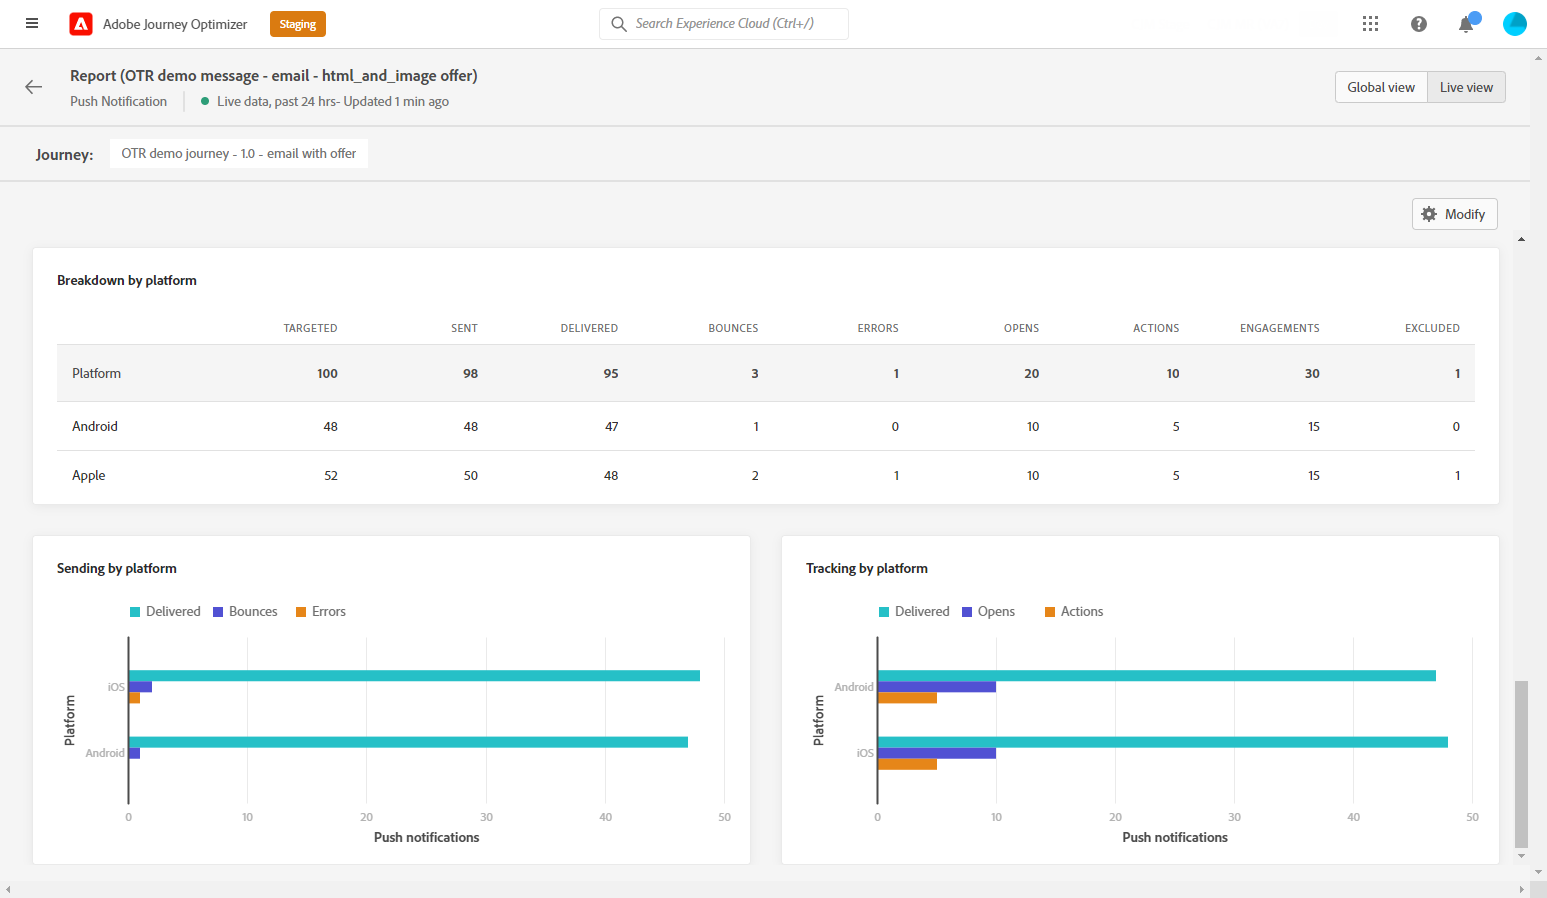 Adobe Journey Optimizer
Staging
Search Experience Cloud (Ctrl+/)
Report (OTR demo message - email - html_and_image offer)
Push Notification
Live data, past 24 hrs- Updated 1 min ago
Global view
Live view
Journey:
OTR demo journey - 1.0 - email with offer
Modify
Breakdown by platform
TARGETED SENT DELIVERED BOUNCES ERRORS OPENS ACTIONS ENGAGEMENTS EXCLUDED
Platform 100 98 95 3 1 20 10 30 1
Android 48 48 47 1 0 10 5 15 0
Apple 52 50 48 2 1 10 5 15 1
Sending by platform
Delivered Bounces Errors
Platform
iOS
Android
0 10 20 30 40 50
Push notifications
Tracking by platform
Delivered Opens Actions
Platform
Android
iOS
0 10 20 30 40 50
Push notifications